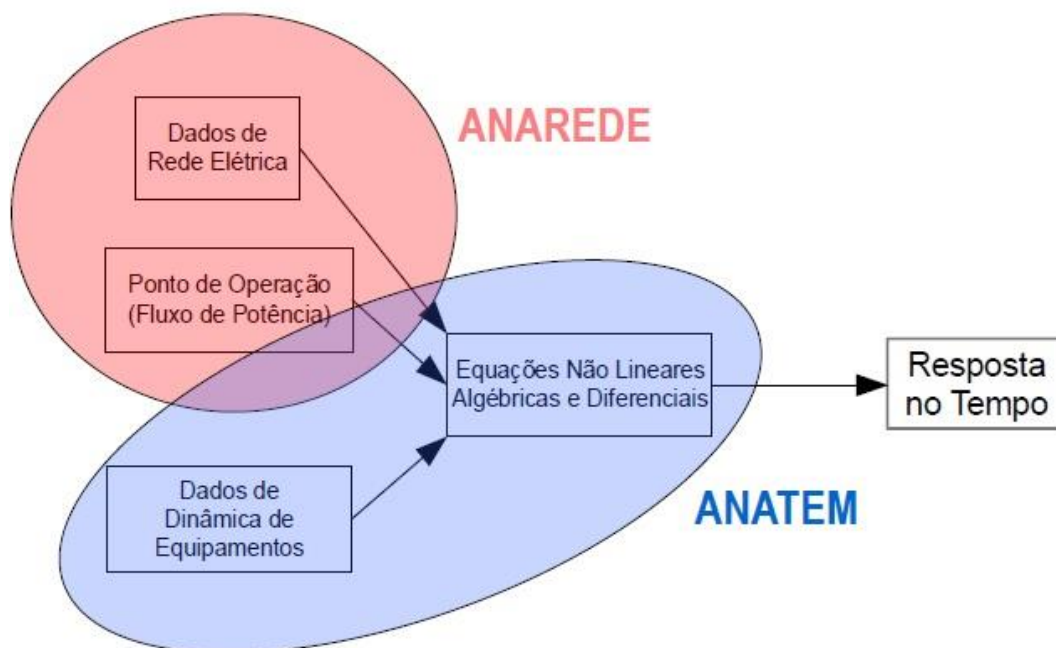 Dados de
Rede Elétrica
ANAREDE
Ponto de Operação
(Fluxo de Potência)
Equações Não Lineares
Algébricas e Diferenciais
Resposta
no Tempo
Dados de
Dinâmica de
Equipamentos
ANATEM